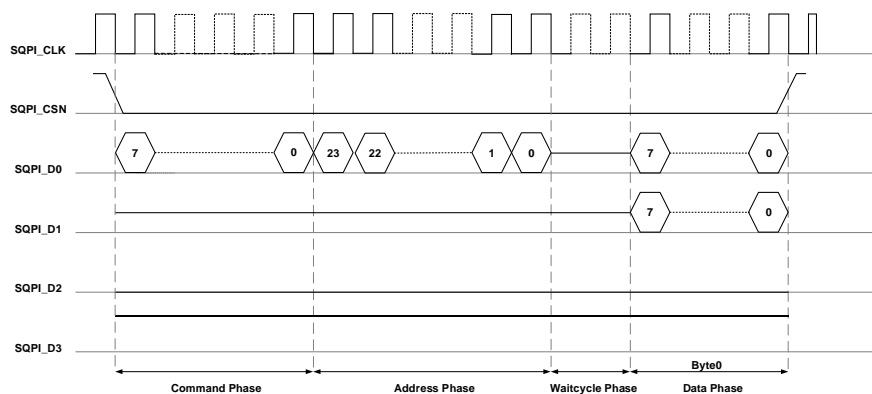 SQPI_CLK
SQPI_CSN
7 0 23 22 1 0 7 0
SQPI_D0
7 0
SQPI_D1
SQPI_D2
SQPI_D3
Byte0
Command Phase Address Phase Waitcycle Phase Data Phase